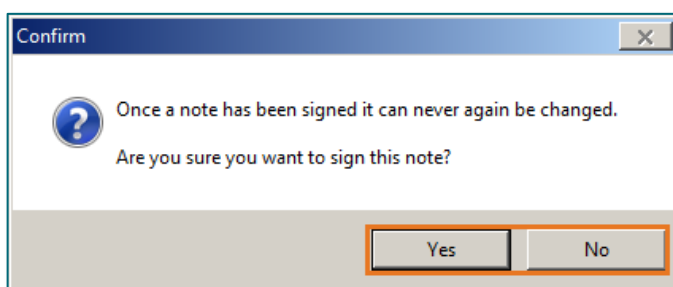 Confirm
Once a note has been signed it can never again be changed.
Are you sure you want to sign this note?
Yes No